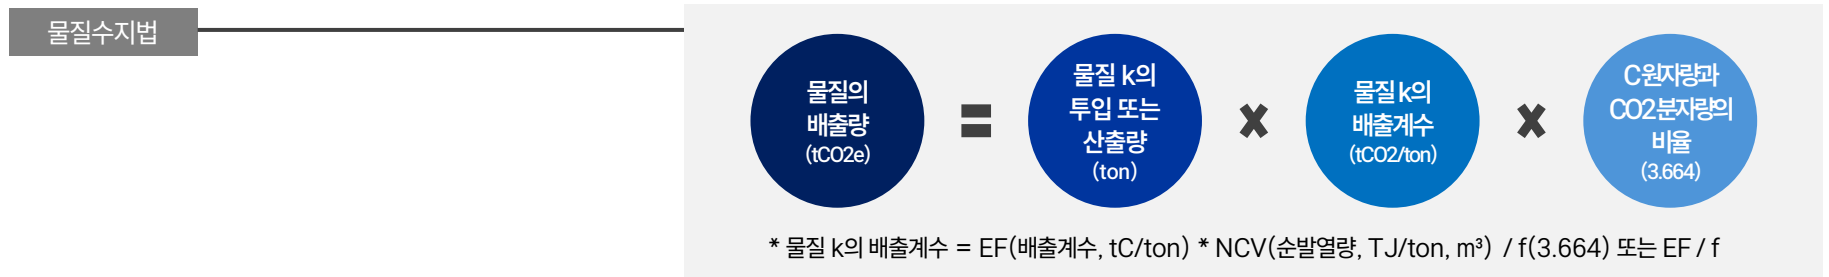 물질수지법
물질의
배출량
(tCO2e)
=
물질 k의
투입 또는
산출량
(ton)
×
물질 k의
배출계수
(tCO2/ton)
×
C원자량과
CO2분자량의
비율
(3.664)
* 물질 k의 배출계수 = EF(배출계수, tC/ton) * NCV(순발열량, TJ/ton, m³) / f(3.664) 또는 EF / f